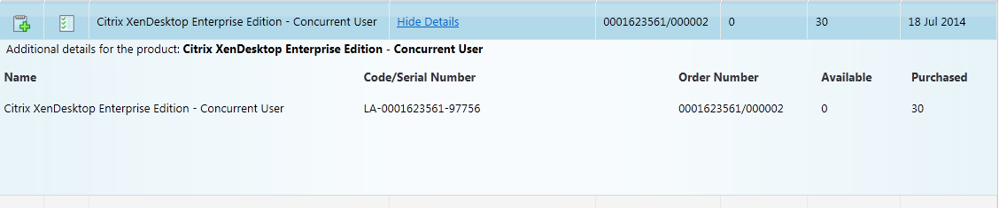 Citrix XenDesktop Enterprise Edition - Concurrent User Hide Details 0001623561/000002 0 30 18 Jul 2014
Additional details for the product: Citrix XenDesktop Enterprise Edition - Concurrent User
Name Code/Serial Number Order Number Available Purchased
Citrix XenDesktop Enterprise Edition - Concurrent User LA-0001623561-97756 0001623561/000002 0 30